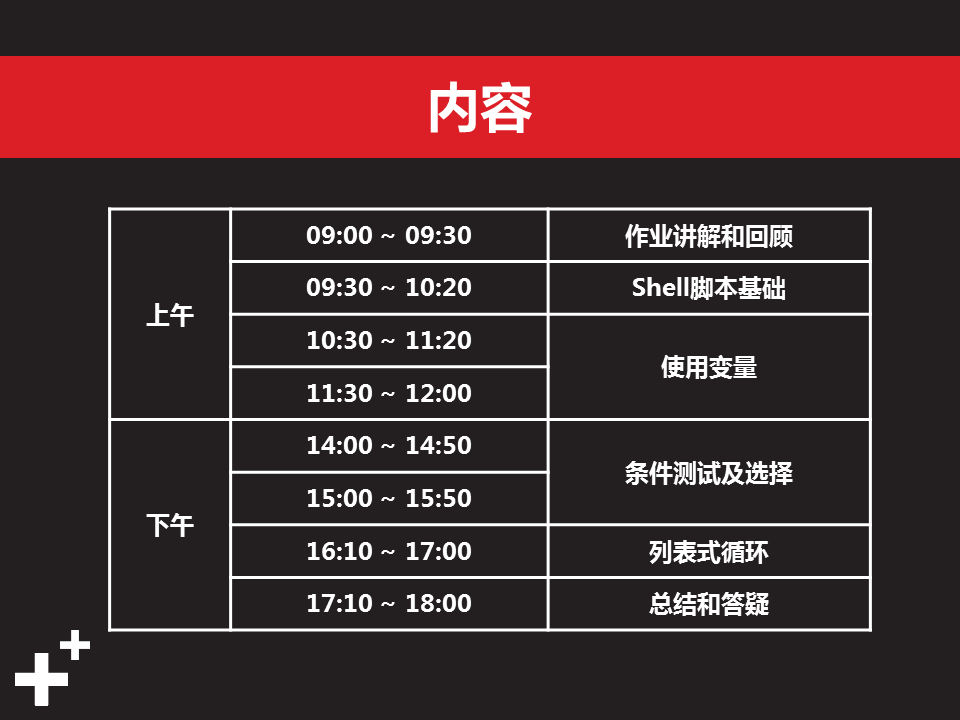 内容
上午
09:00 ~ 09:30
作业讲解和回顾
09:30 ~ 10:20
Shell脚本基础
10:30 ~ 11:20
使用变量
11:30 ~ 12:00
下午
14:00 ~ 14:50
条件测试及选择
15:00 ~ 15:50
16:10 ~ 17:00
列表式循环
17:10 ~ 18:00
总结和答疑